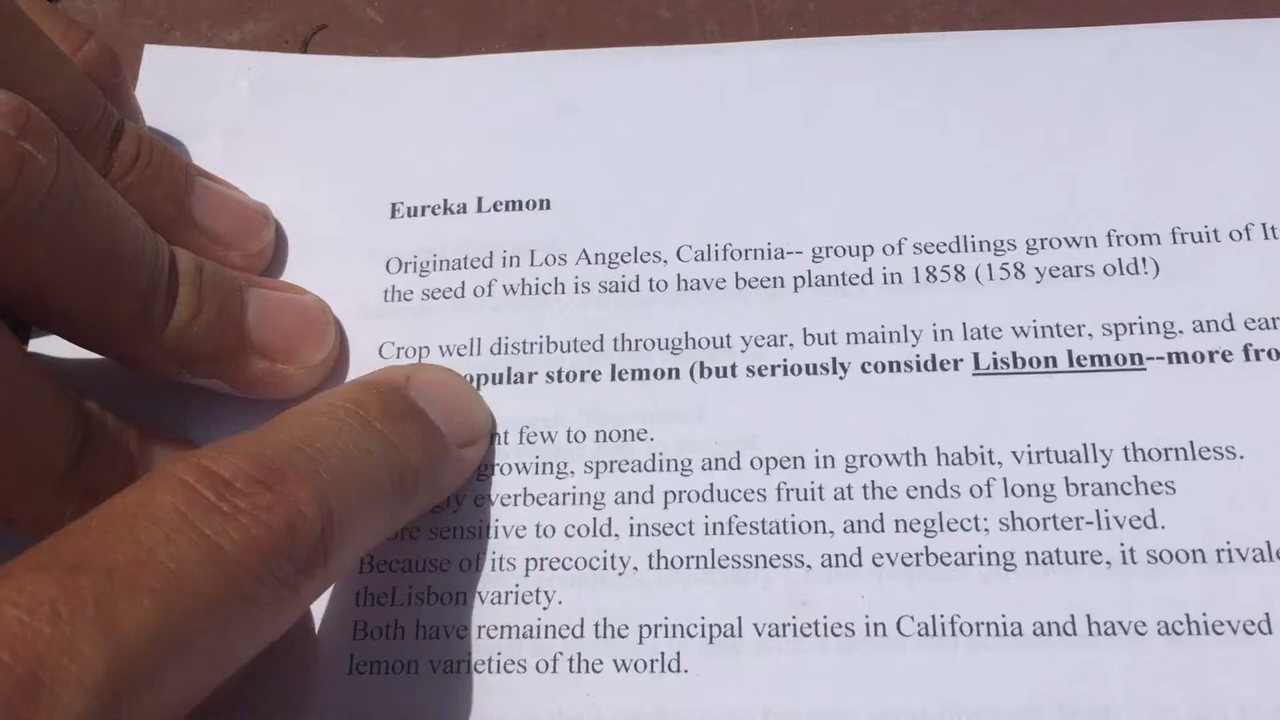 Eureka Lemon
Originated in Los Angeles, California-- group of seedlings grown from fruit of It
the seed of which is said to have been planted in 1858 (158 years old!)
Crop well distributed throughout year, but mainly in late winter, spring, and ear
opular store lemon (but seriously consider Lisbon lemon--more fro
nt few to none.
growing, spreading and open in growth habit, virtually thornless.
everbearing and produces fruit at the ends of long branches
sensitive to cold, insect infestation, and neglect; shorter-lived.
Because of its precocity, thornlessness, and everbearing nature, it soon rivale
theLisbon variety.
Both have remained the principal varieties in California and have achieved
lemon varieties of the world.